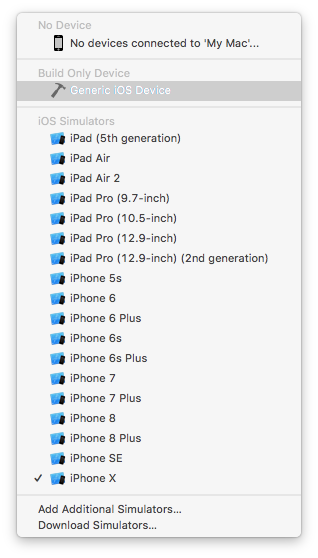 No Device
No devices connected to 'My Mac'...
Build Only Device
Generic iOS Device
iOS Simulators
iPad (5th generation)
iPad Air
iPad Air 2
iPad Pro (9.7-inch)
iPad Pro (10.5-inch)
iPad Pro (12.9-inch)
iPad Pro (12.9-inch) (2nd generation)
iPhone 5s
iPhone 6
iPhone 6 Plus
iPhone 6s
iPhone 6s Plus
iPhone 7
iPhone 7 Plus
iPhone 8
iPhone 8 Plus
iPhone SE
iPhone X
Add Additional Simulators...
Download Simulators...